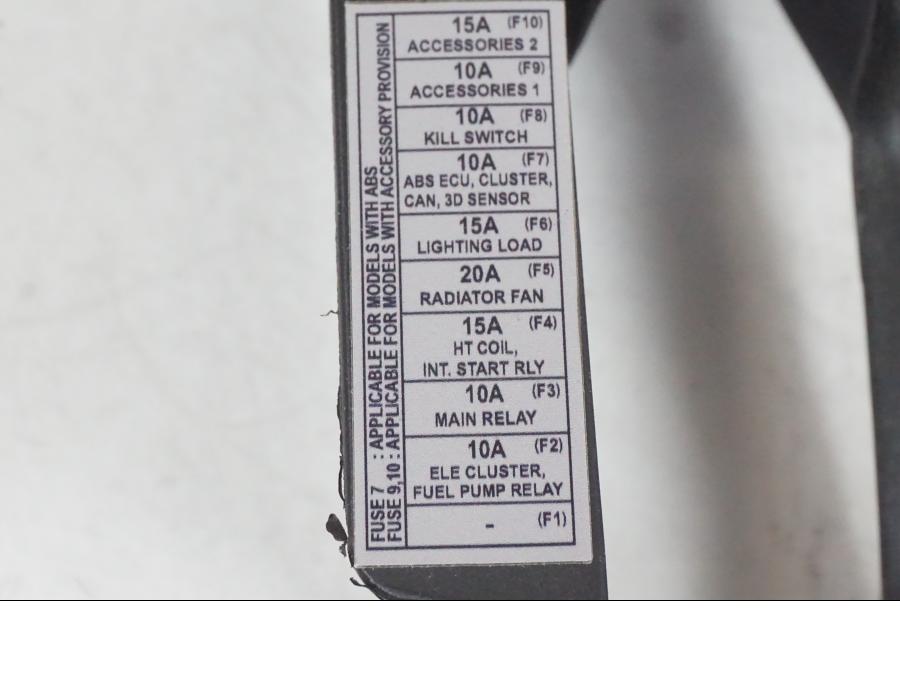 15A (F10)
ACCESSORIES 2
10A (F9)
ACCESSORIES 1
10A (F8)
KILL SWITCH
10A (F7)
ABS ECU, CLUSTER,
CAN, 3D SENSOR
15A (F6)
LIGHTING LOAD
20A (F5)
RADIATOR FAN
15A (F4)
HT COIL,
INT. START RLY
10A (F3)
MAIN RELAY
10A (F2)
ELE CLUSTER,
FUEL PUMP RELAY
- (F1)
FUSE 7 : APPLICABLE FOR MODELS WITH ABS
FUSE 9,10 : APPLICABLE FOR MODELS WITH ACCESSORY PROVISION